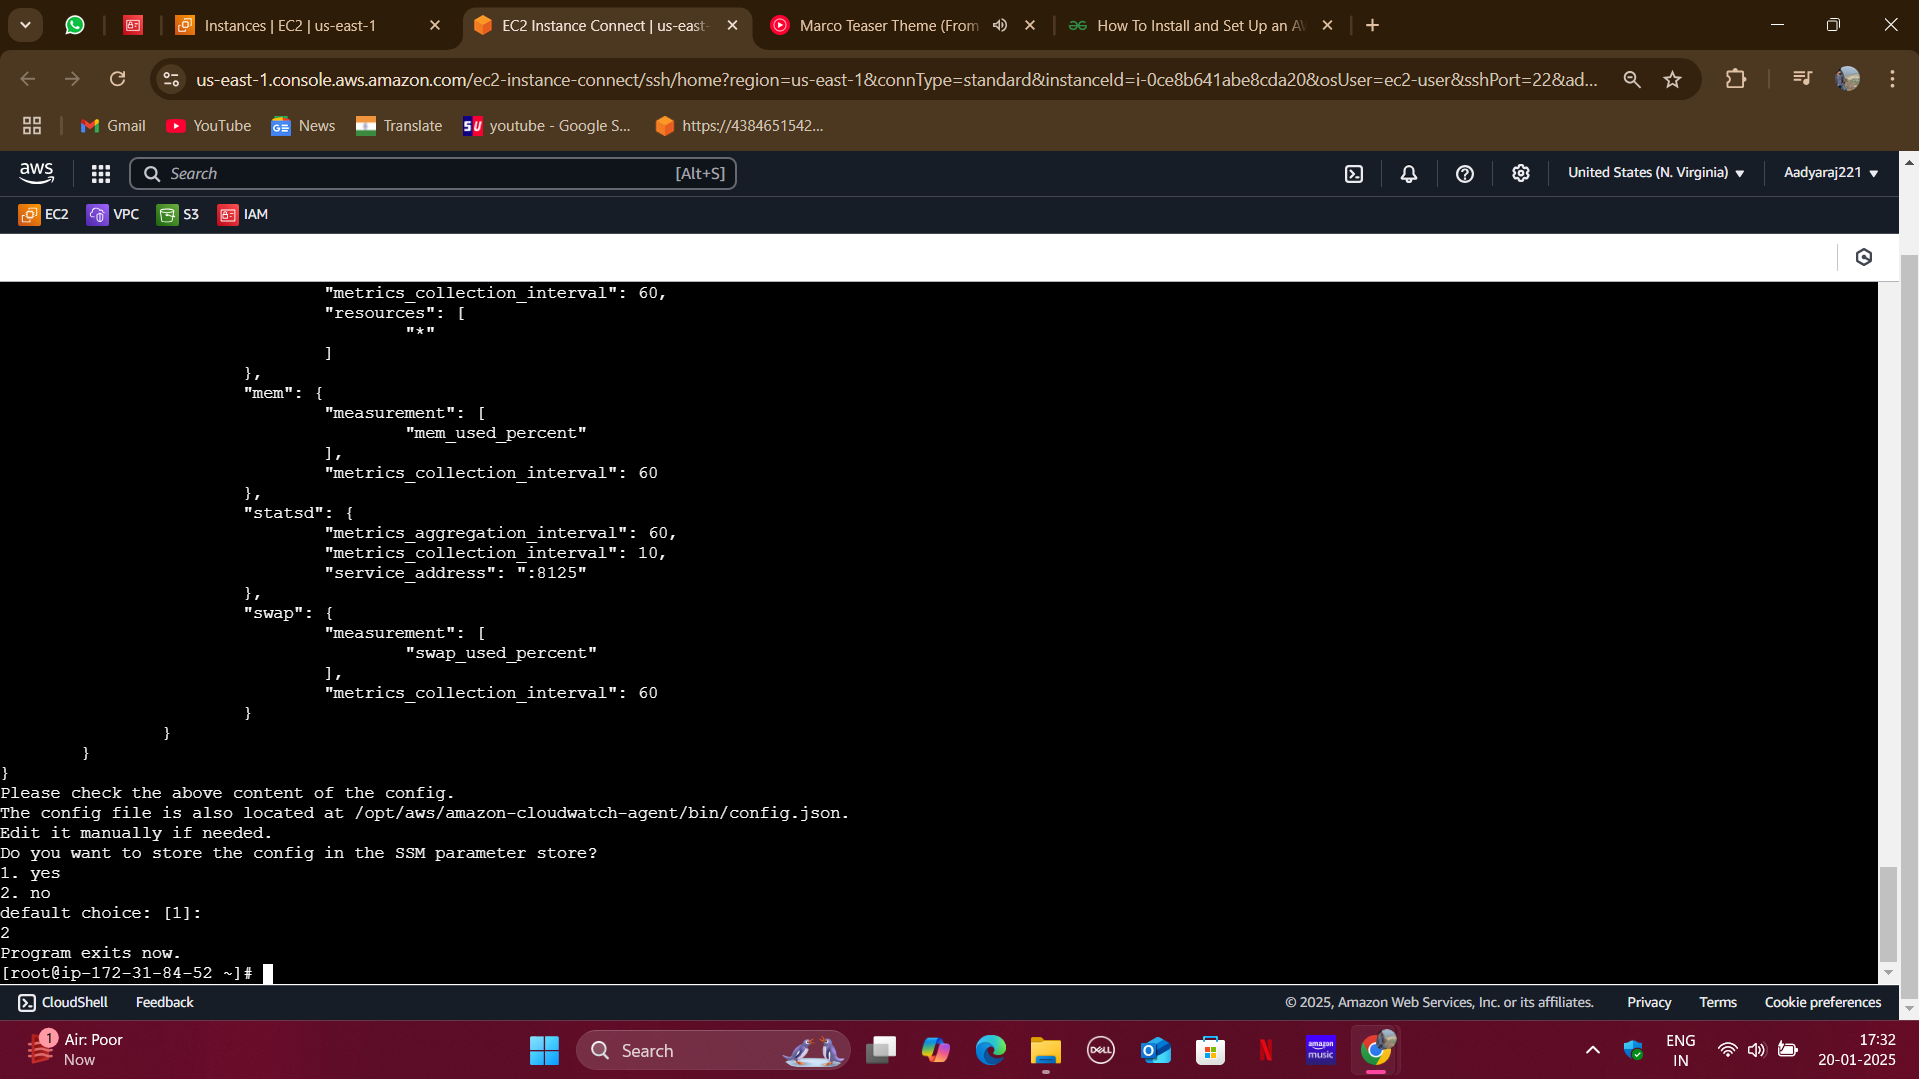 Instances | EC2 | us-east-1
EC2 Instance Connect | us-east-
Marco Teaser Theme (From
How To Install and Set Up an AW
us-east-1.console.aws.amazon.com/ec2-instance-connect/ssh/home?region=us-east-1&connType=standard&instanceId=i-0ce8b641abe8cda20&osUser=ec2-user&sshPort=22&ad...
Gmail
YouTube
News
Translate
youtube - Google S...
https://4384651542...
aws
Search
[Alt+S]
United States (N. Virginia)
Aadyaraj221
EC2
VPC
S3
IAM
"metrics_collection_interval": 60,
"resources": [
"*"
]
},
"mem": {
"measurement": [
"mem_used_percent"
],
"metrics_collection_interval": 60
},
"statsd": {
"metrics_aggregation_interval": 60,
"metrics_collection_interval": 10,
"service_address": ":8125"
},
"swap": {
"measurement": [
"swap_used_percent"
],
"metrics_collection_interval": 60
}
}
}
}
Please check the above content of the config.
The config file is also located at /opt/aws/amazon-cloudwatch-agent/bin/config.json.
Edit it manually if needed.
Do you want to store the config in the SSM parameter store?
1. yes
2. no
default choice: [1]:
2
Program exits now.
[root@ip-172-31-84-52 ~]#
CloudShell
Feedback
© 2025, Amazon Web Services, Inc. or its affiliates.
Privacy
Terms
Cookie preferences
1
Air: Poor
Now
Search
DELL
amazon
music
ENG
IN
17:32
20-01-2025